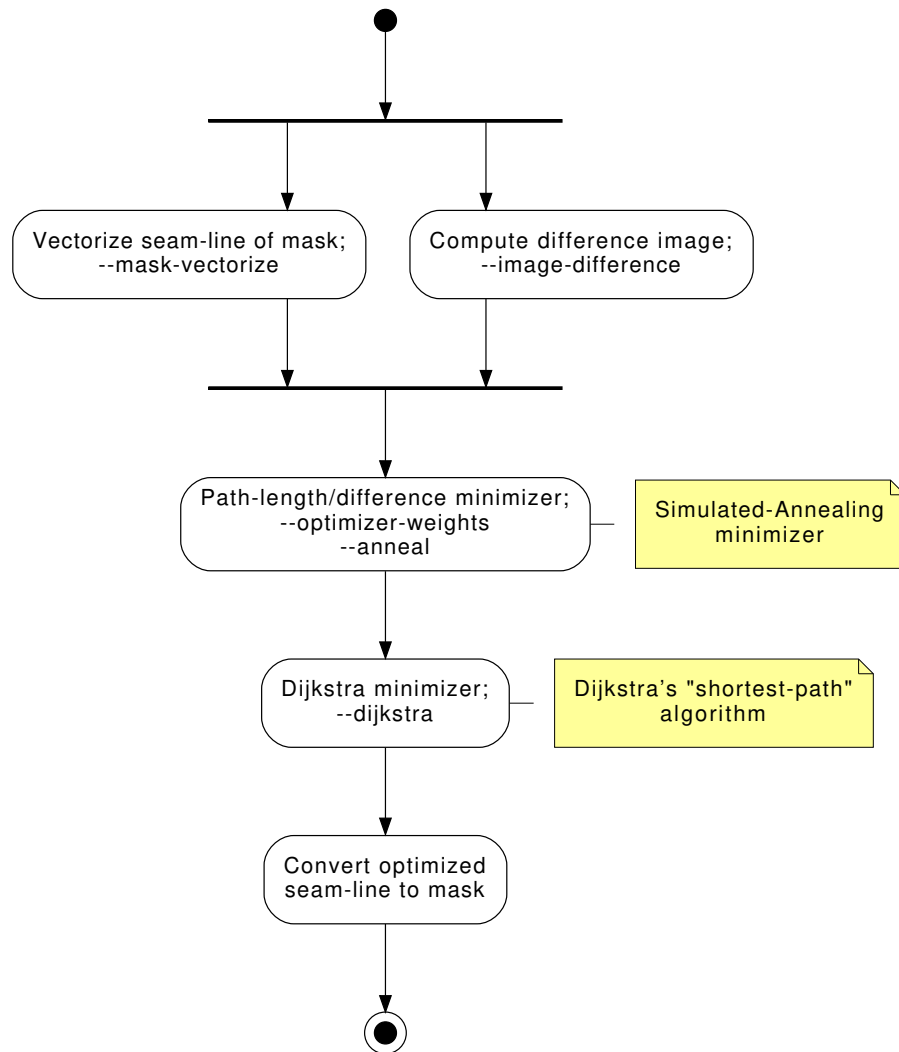 Vectorize seam-line of mask;
--mask-vectorize
Compute difference image;
--image-difference
Path-length/difference minimizer;
--optimizer-weights
--anneal
Simulated-Annealing
minimizer
Dijkstra minimizer;
--dijkstra
Dijkstra's "shortest-path"
algorithm
Convert optimized
seam-line to mask